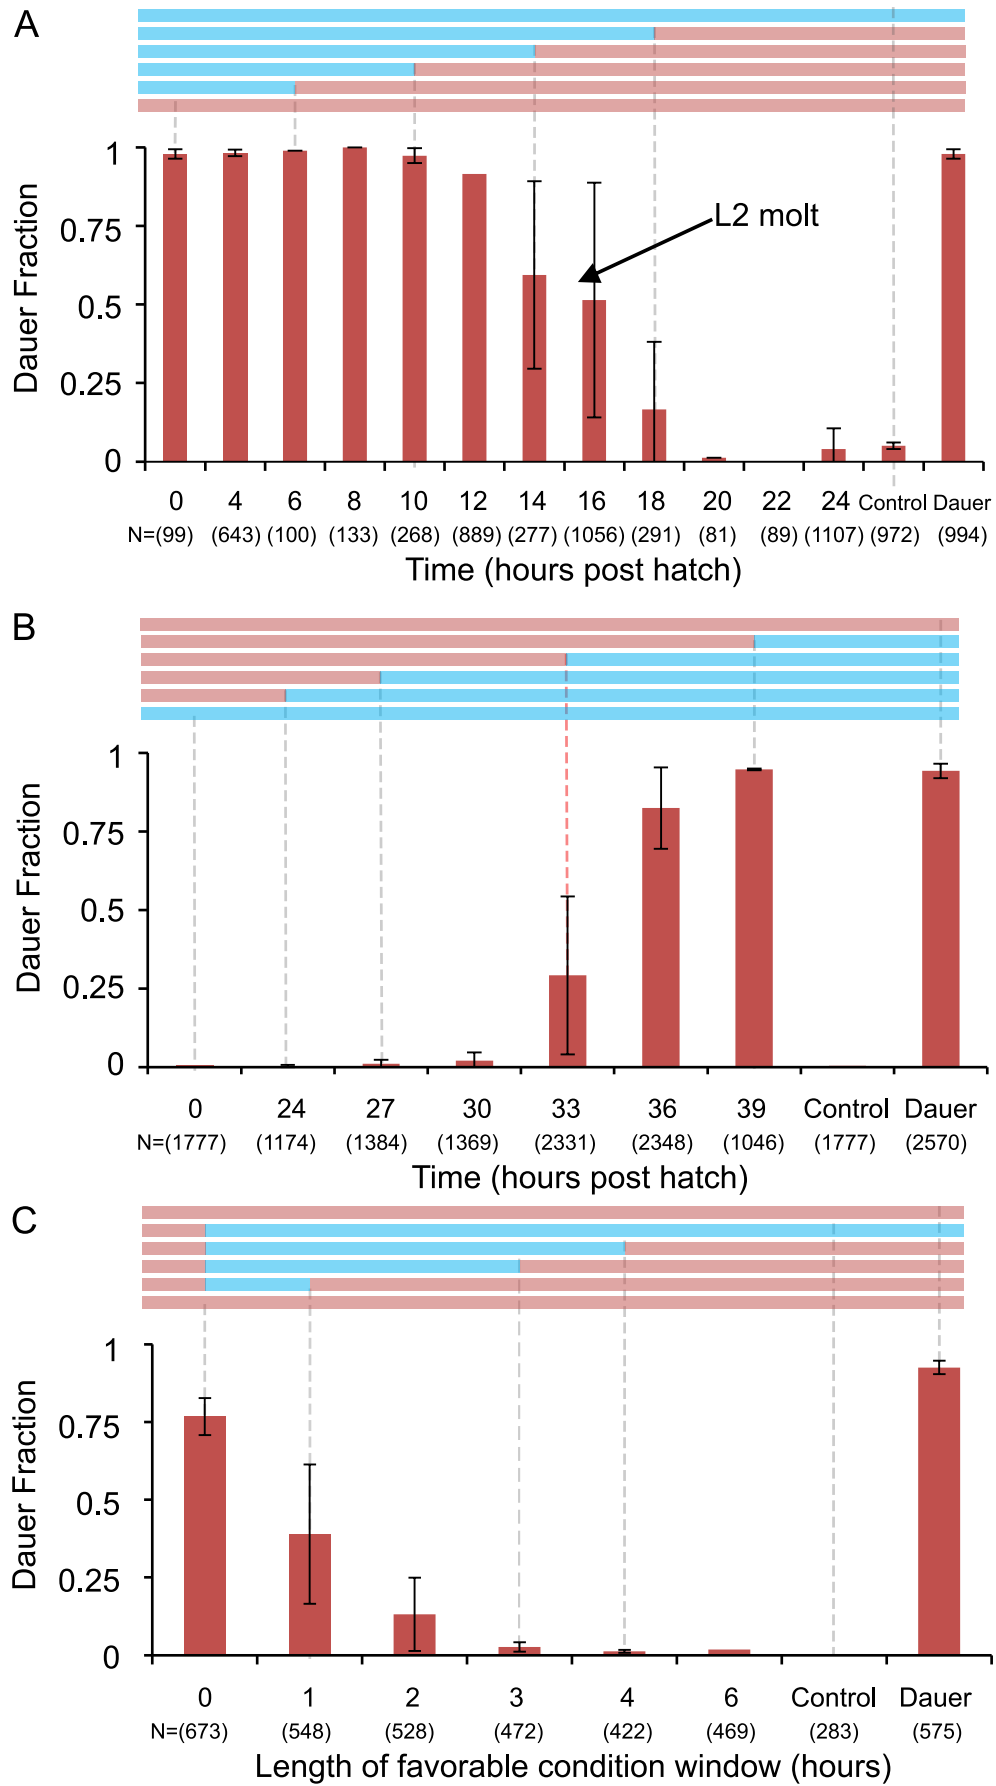 A
1
0.75
0.5
0.25
0
Dauer Fraction
L2 molt
0 4 6 8 10 12 14 16 18 20 22 24 Control Dauer
N=(99) (643) (100) (133) (268) (889) (277) (1056) (291) (81) (89) (1107) (972) (994)
Time (hours post hatch)
B
1
0.75
0.5
0.25
0
Dauer Fraction
0 24 27 30 33 36 39 Control Dauer
N=(1777) (1174) (1384) (1369) (2331) (2348) (1046) (1777) (2570)
Time (hours post hatch)
C
1
0.75
0.5
0.25
0
Dauer Fraction
0 1 2 3 4 6 Control Dauer
N=(673) (548) (528) (472) (422) (469) (283) (575)
Length of favorable condition window (hours)